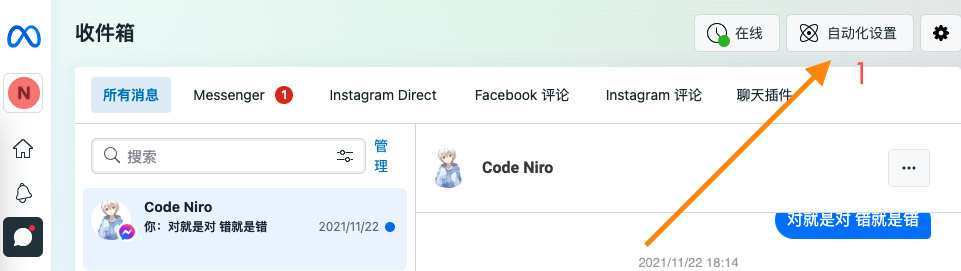 收件箱
在线
自动化设置
1
N
所有消息
Messenger 1
Instagram Direct
Facebook 评论
Instagram 评论
聊天插件
搜索
管
理
Code Niro
Code Niro
你：对就是对 错就是错
2021/11/22
对就是对 错就是错
2021/11/22 18:14